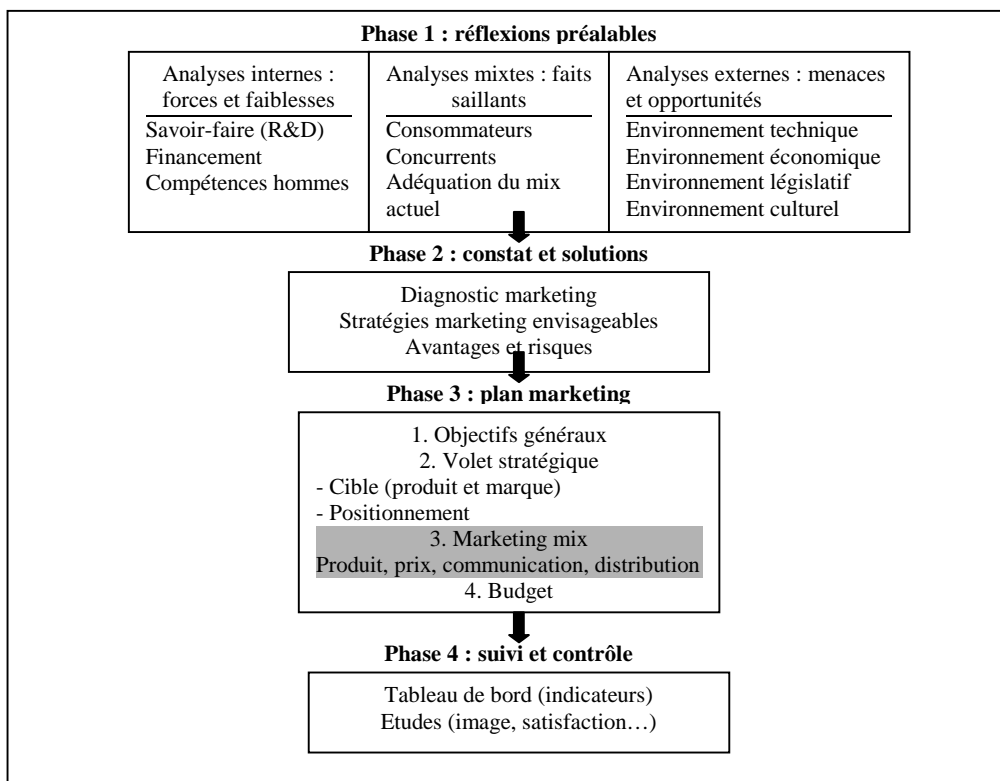 Phase 1 : réflexions préalables
Analyses internes :
forces et faiblesses
Savoir-faire (R&D)
Financement
Compétences hommes
Analyses mixtes : faits
saillants
Consommateurs
Concurrents
Adéquation du mix
actuel
Analyses externes : menaces
et opportunités
Environnement technique
Environnement économique
Environnement législatif
Environnement culturel
Phase 2 : constat et solutions
Diagnostic marketing
Stratégies marketing envisageables
Avantages et risques
Phase 3 : plan marketing
1. Objectifs généraux
2. Volet stratégique
- Cible (produit et marque)
- Positionnement
3. Marketing mix
Produit, prix, communication, distribution
4. Budget
Phase 4 : suivi et contrôle
Tableau de bord (indicateurs)
Etudes (image, satisfaction…)